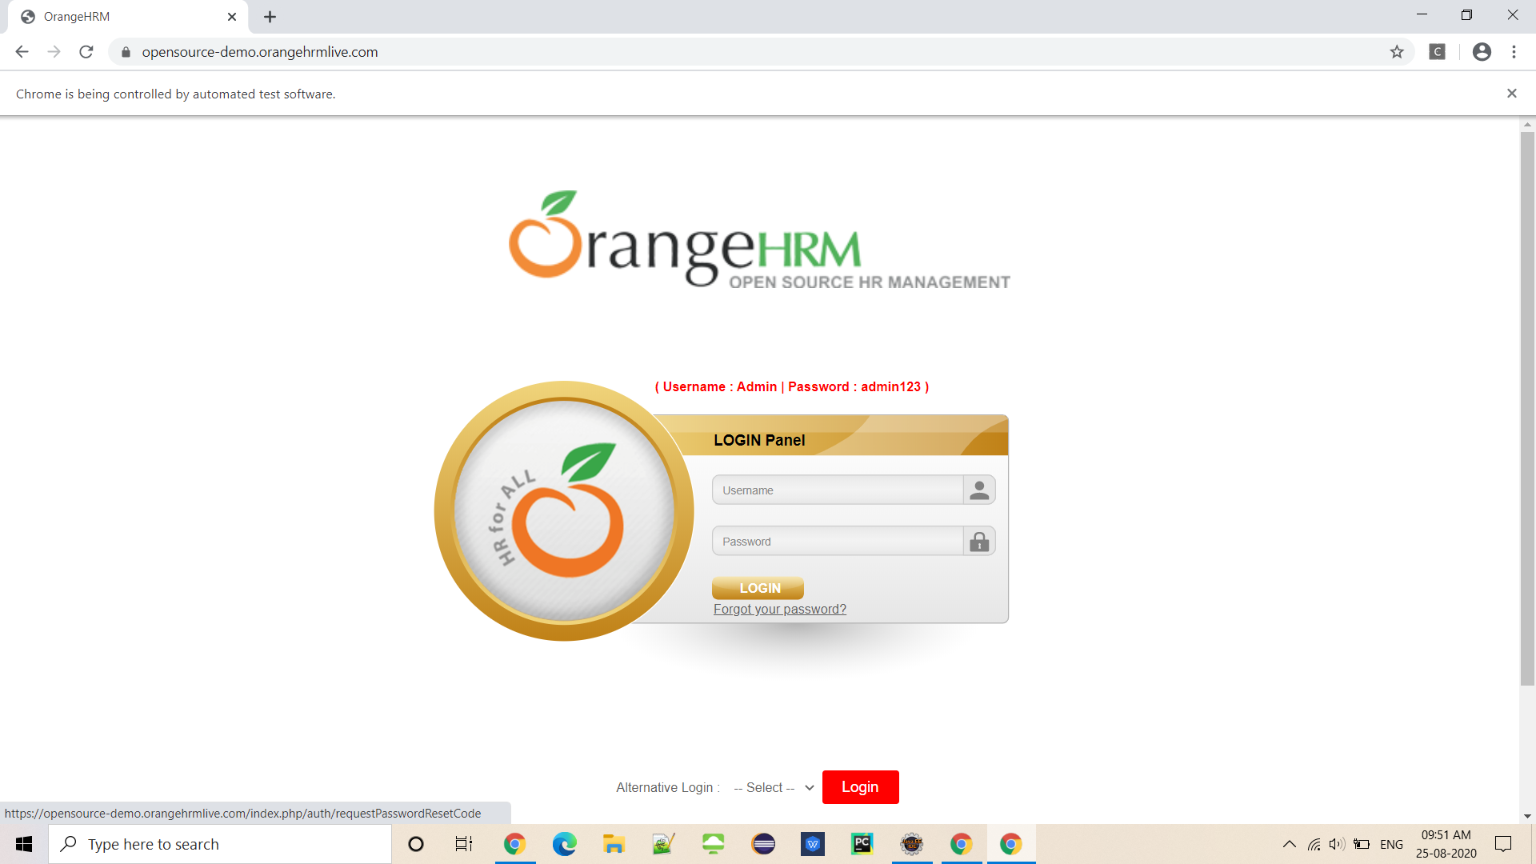 OrangeHRM
opensource-demo.orangehrmlive.com
C
Chrome is being controlled by automated test software.
OrangeHRM
OPEN SOURCE HR MANAGEMENT
( Username : Admin | Password : admin123 )
HR for ALL
LOGIN Panel
Username
Password
LOGIN
Forgot your password?
Alternative Login :
-- Select --
Login
https://opensource-demo.orangehrmlive.com/index.php/auth/requestPasswordResetCode
Type here to search
W
PC
ENG
09:51 AM
25-08-2020